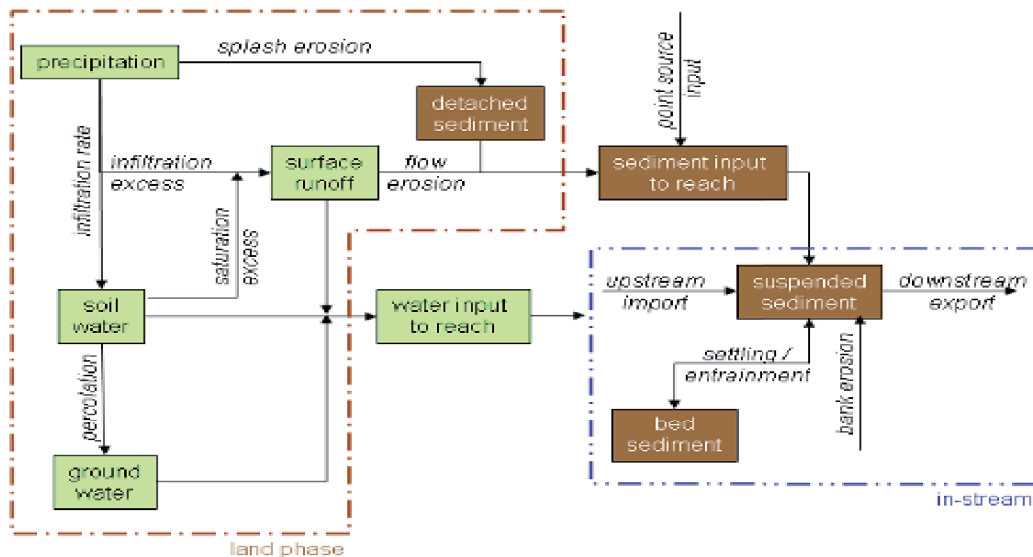 precipitation
splash erosion
detached
sediment
point source
input
infiltration rate
infiltration
excess
surface
runoff
flow
erosion
sediment input
to reach
saturation
excess
soil
water
water input
to reach
upstream
import
suspended
sediment
downstream
export
settling /
entrainment
bank erosion
bed
sediment
percolation
ground
water
in-stream
land phase